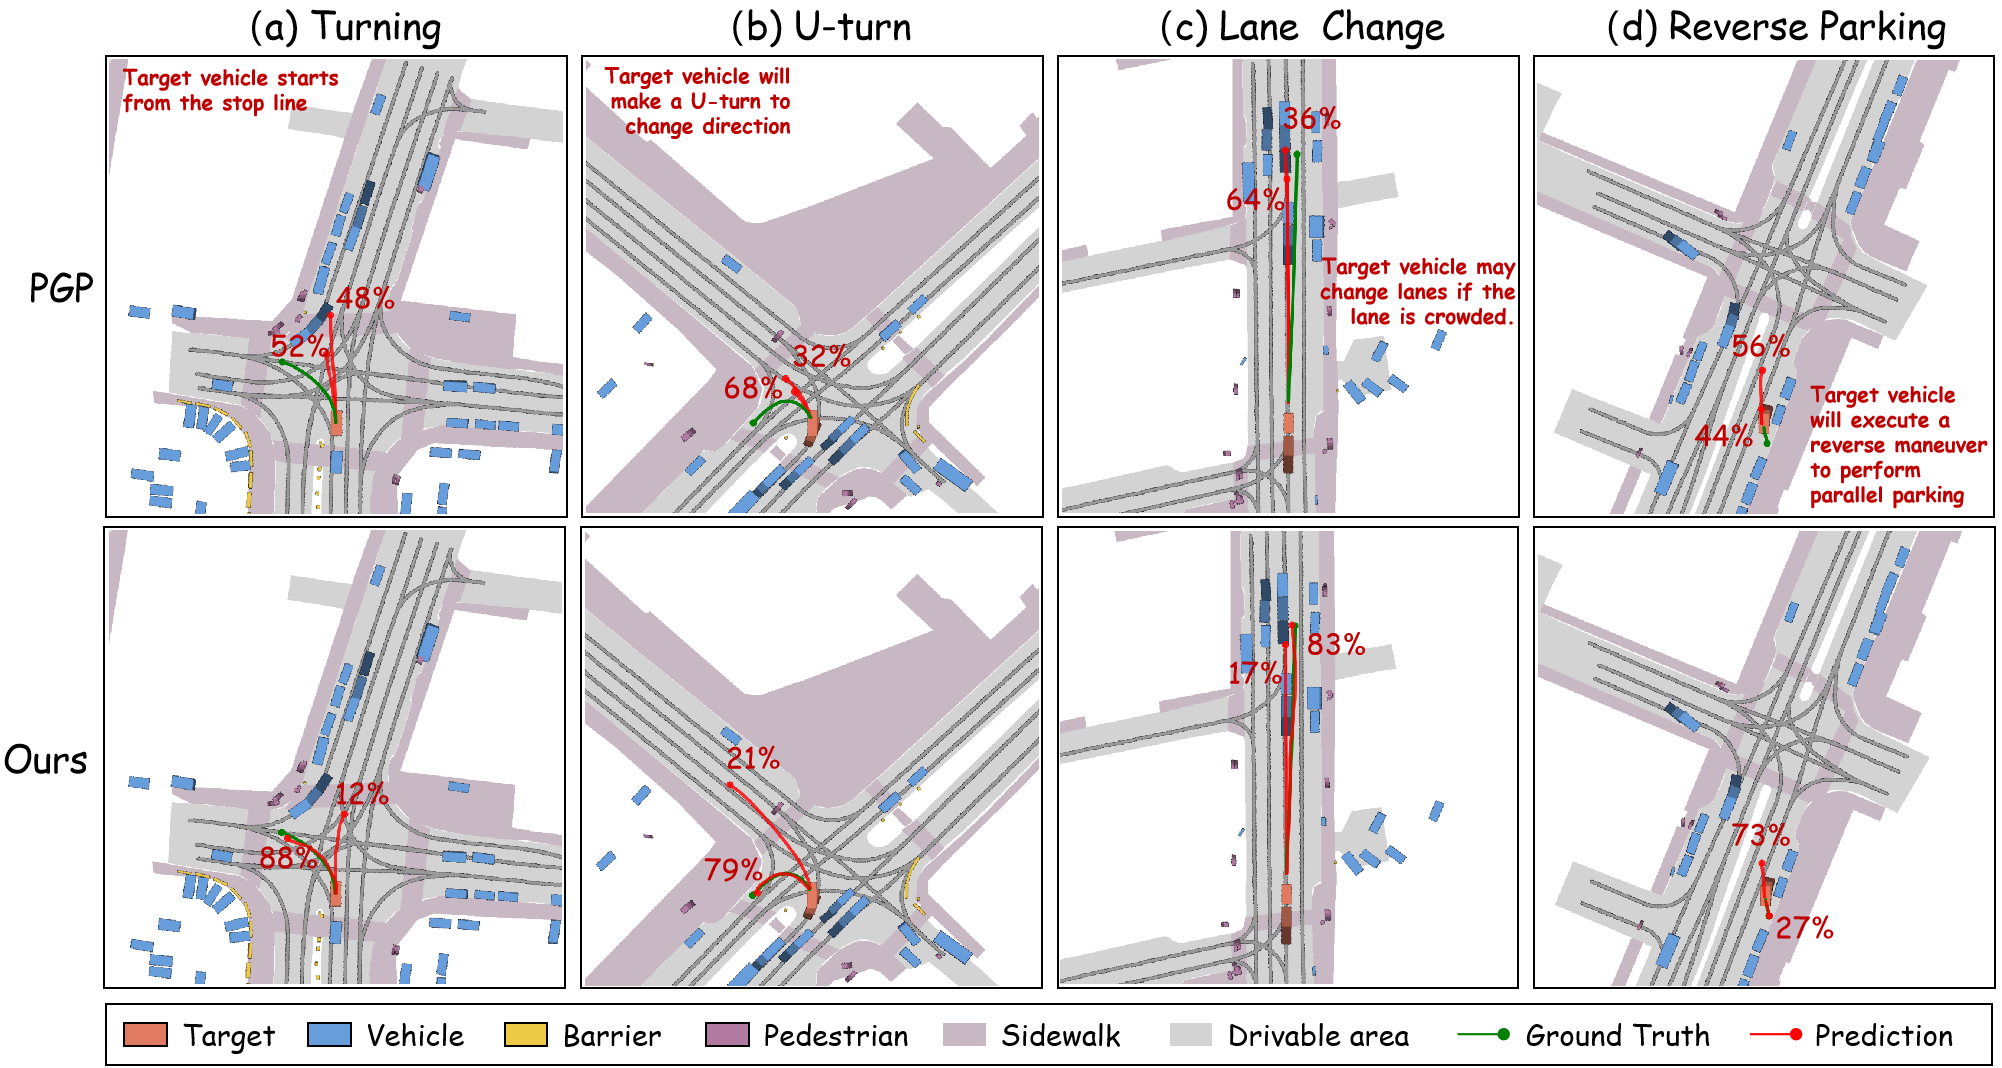 (a) Turning
(b) U-turn
(c) Lane Change
(d) Reverse Parking
PGP
Target vehicle starts
from the stop line
48%
52%
Target vehicle will
make a U-turn to
change direction
32%
68%
36%
64%
Target vehicle may
change lanes if the
lane is crowded.
56%
44%
Target vehicle
will execute a
reverse maneuver
to perform
parallel parking
Ours
12%
88%
21%
79%
83%
17%
73%
27%
Target
Vehicle
Barrier
Pedestrian
Sidewalk
Drivable area
Ground Truth
Prediction